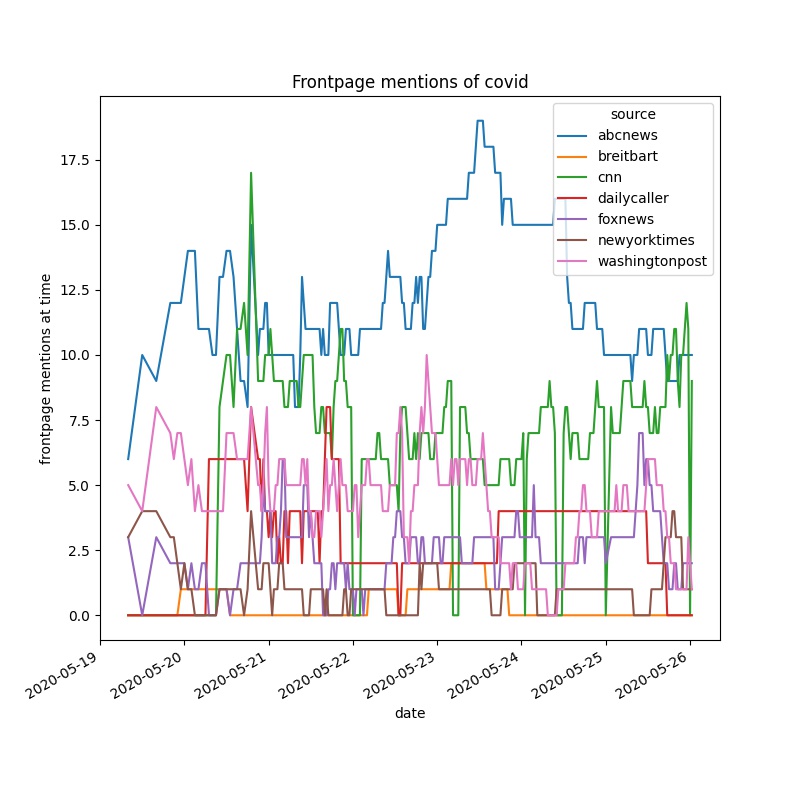 Frontpage mentions of covid
source
abcnews
breitbart
cnn
dailycaller
foxnews
newyorktimes
washingtonpost
frontpage mentions at time
17.5
15.0
12.5
10.0
7.5
5.0
2.5
0.0
2020-05-19
2020-05-20
2020-05-21
2020-05-22
2020-05-23
2020-05-24
2020-05-25
2020-05-26
date